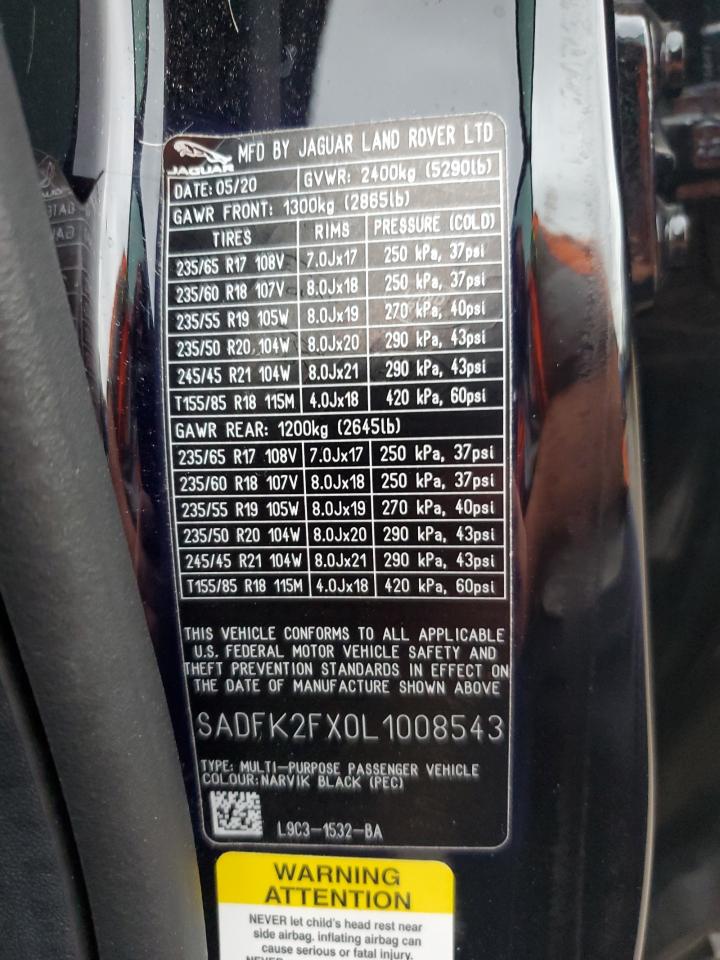 JAGUAR MFD BY JAGUAR LAND ROVER LTD
DATE: 05/20 GVWR: 2400kg (5290lb)
GAWR FRONT: 1300kg (2865lb)
TIRES RIMS PRESSURE (COLD)
235/65 R17 108V 7.0Jx17 250 kPa, 37psi
235/60 R18 107V 8.0Jx18 250 kPa, 37psi
235/55 R19 105W 8.0Jx19 270 kPa, 40psi
235/50 R20 104W 8.0Jx20 290 kPa, 43psi
245/45 R21 104W 8.0Jx21 290 kPa, 43psi
T155/85 R18 115M 4.0Jx18 420 kPa, 60psi
GAWR REAR: 1200kg (2645lb)
235/65 R17 108V 7.0Jx17 250 kPa, 37psi
235/60 R18 107V 8.0Jx18 250 kPa, 37psi
235/55 R19 105W 8.0Jx19 270 kPa, 40psi
235/50 R20 104W 8.0Jx20 290 kPa, 43psi
245/45 R21 104W 8.0Jx21 290 kPa, 43psi
T155/85 R18 115M 4.0Jx18 420 kPa, 60psi
THIS VEHICLE CONFORMS TO ALL APPLICABLE
U.S. FEDERAL MOTOR VEHICLE SAFETY AND
THEFT PREVENTION STANDARDS IN EFFECT ON
THE DATE OF MANUFACTURE SHOWN ABOVE
SADFK2FX0L1008543
TYPE: MULTI-PURPOSE PASSENGER VEHICLE
COLOUR:NARVIK BLACK (PEC)
L9C3-1532-BA
WARNING
ATTENTION
NEVER let child's head rest near
side airbag. inflating airbag can
cause serious or fatal injury.